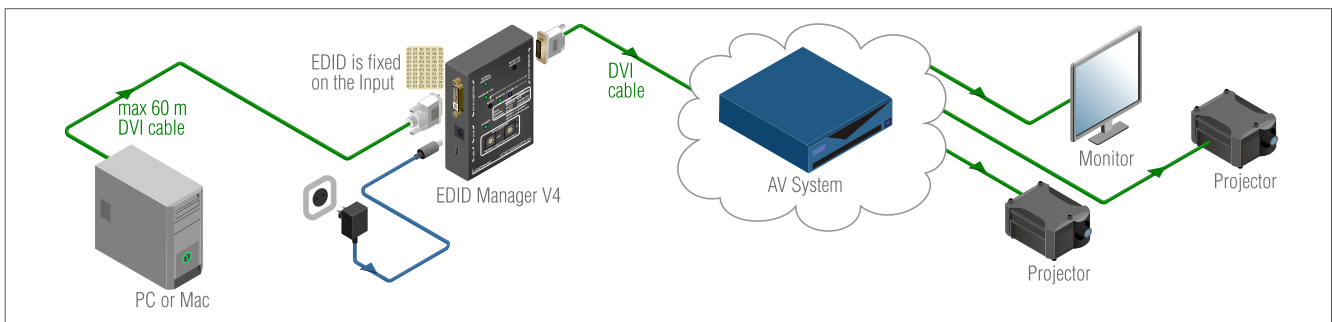 EDID is fixed
on the Input
max 60 m
DVI cable
PC or Mac
EDID Manager V4
DVI
cable
AV System
Monitor
Projector
Projector